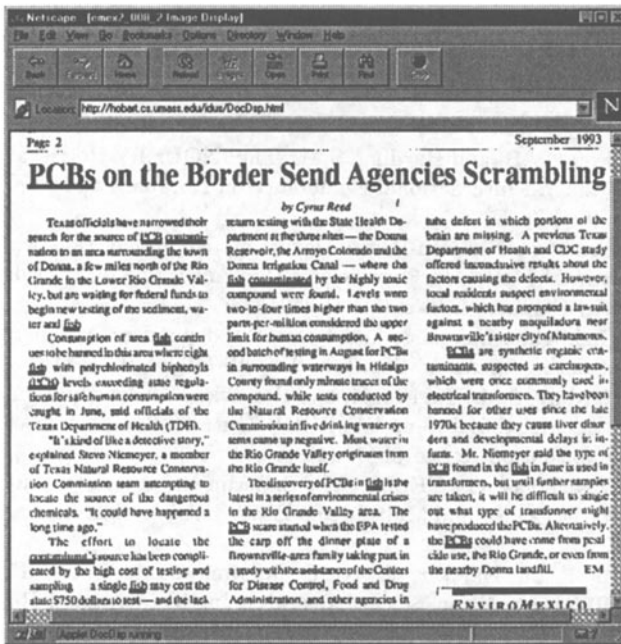 Netscape - [emex2_008_2 Image Display]
File Edit View Go Bookmarks Options Directory Window Help
Back Forward Home Reload Images Open Print Find Stop
Location: http://hobart.cs.umass.edu/idus/DocDsp.html
N
Page 2
September 1993
PCBs on the Border Send Agencies Scrambling
by Cyrus Reed
Texas officials have narrowed their
search for the source of PCB contami-
nation to an area surrounding the town
of Donna, a few miles north of the Rio
Grande in the Lower Rio Grande Val-
ley, but are waiting for federal funds to
begin new testing of the sediment, wa-
ter and fish
Consumption of area fish contin-
ues to be banned in this area where eight
fish with polychlorinated biphenyls
(PCBs) levels exceeding state regula-
tions for safe human consumption were
caught in June, said officials of the
Texas Department of Health (TDH).
"It's kind of like a detective story,"
explained Steve Niemeyer, a member
of Texas Natural Resource Conserva-
tion Commission team attempting to
locate the source of the dangerous
chemicals. "It could have happened a
long time ago."
The effort to locate the
contaminant's source has been compli-
cated by the high cost of testing and
sampling a single fish may cost the
state $750 dollars to test — and the lack
return testing with the State Health De-
partment at the three sites — the Donna
Reservoir, the Arroyo Colorado and the
Donna Irrigation Canal — where the
fish contaminated by the highly toxic
compound were found. Levels were
two-to-four times higher than the two
parts-per-million considered the upper
limit for human consumption. A sec-
ond batch of testing in August for PCBs
in surrounding waterways in Hidalgo
County found only minute traces of the
compound, while tests conducted by
the Natural Resource Conservation
Commission in five drinking water sys-
tems came up negative. Most water in
the Rio Grande Valley originates from
the Rio Grande itself.
The discovery of PCBs in fish is the
latest in a series of environmental crises
in the Rio Grande Valley area. The
PCB scare started when the EPA tested
the carp off the dinner plate of a
Brownsville-area family taking part in
a study with the assistance of the Centers
for Disease Control, Food and Drug
Administration, and other agencies in
tube defect in which portions of the
brain are missing. A previous Texas
Department of Health and CDC study
offered inconclusive results about the
factors causing the defects. However,
local residents suspect environmental
factors, which has prompted a lawsuit
against a nearby maquiladora near
Brownsville's sister city of Matamoros.
PCBs are synthetic organic con-
taminants, suspected as carcinogens,
which were once commonly used in
electrical transformers. They have been
banned for other uses since the late
1970s because they cause liver disor-
ders and developmental delays in in-
fants. Mr. Niemeyer said the type of
PCB found in the fish in June is used in
transformers, but until further samples
are taken, it will be difficult to single
out what type of transformer might
have produced the PCBs. Alternatively,
the PCBs could have come from pesti-
cide use, the Rio Grande, or even from
the nearby Donna landfill. EM
ENVIROMEXICO
Applet DocDsp running